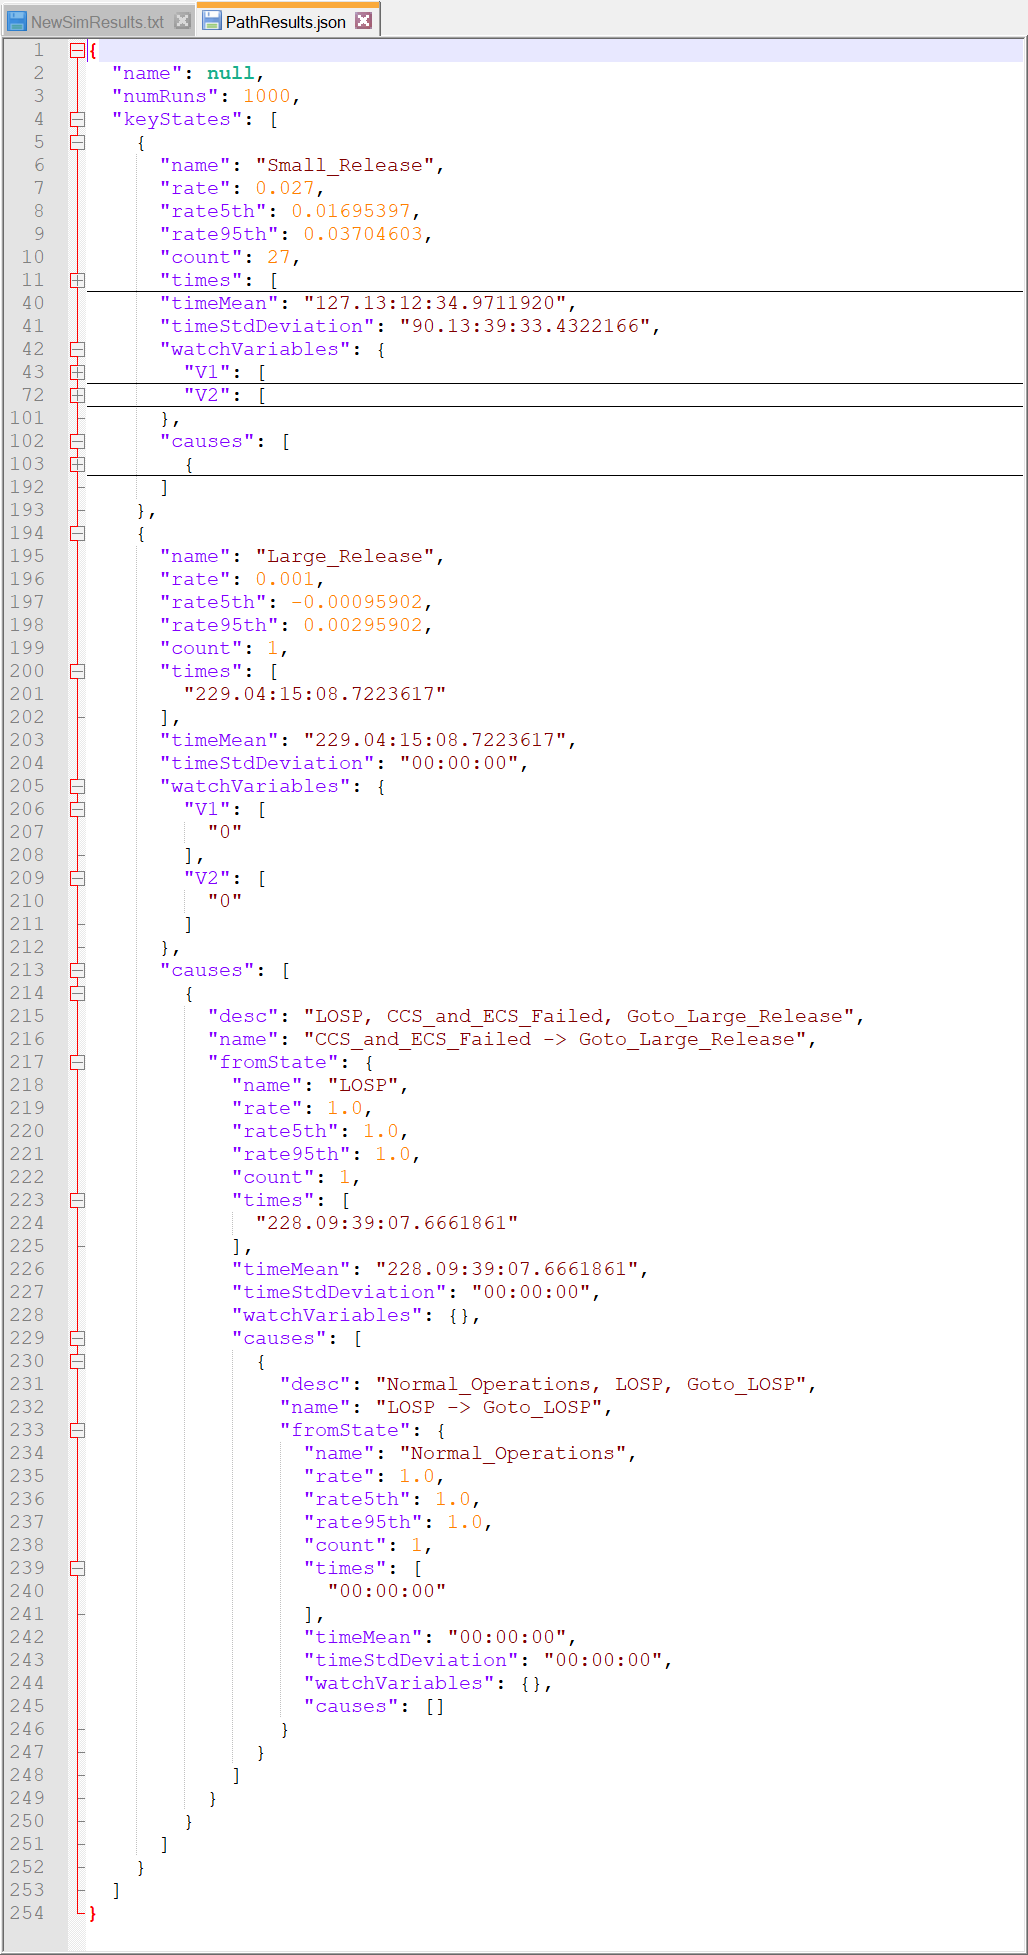 NewSimResults.txt PathResults.json
1 {
2   "name": null,
3   "numRuns": 1000,
4   "keyStates": [
5     {
6       "name": "Small_Release",
7       "rate": 0.027,
8       "rate5th": 0.01695397,
9       "rate95th": 0.03704603,
10       "count": 27,
11       "times": [
40       "timeMean": "127.13:12:34.9711920",
41       "timeStdDeviation": "90.13:39:33.4322166",
42       "watchVariables": {
43         "V1": [
72         "V2": [
101       },
102       "causes": [
103         {
192       ]
193     },
194     {
195       "name": "Large_Release",
196       "rate": 0.001,
197       "rate5th": -0.00095902,
198       "rate95th": 0.00295902,
199       "count": 1,
200       "times": [
201         "229.04:15:08.7223617"
202       ],
203       "timeMean": "229.04:15:08.7223617",
204       "timeStdDeviation": "00:00:00",
205       "watchVariables": {
206         "V1": [
207           "0"
208         ],
209         "V2": [
210           "0"
211         ]
212       },
213       "causes": [
214         {
215           "desc": "LOSP, CCS_and_ECS_Failed, Goto_Large_Release",
216           "name": "CCS_and_ECS_Failed -> Goto_Large_Release",
217           "fromState": {
218             "name": "LOSP",
219             "rate": 1.0,
220             "rate5th": 1.0,
221             "rate95th": 1.0,
222             "count": 1,
223             "times": [
224               "228.09:39:07.6661861"
225             ],
226             "timeMean": "228.09:39:07.6661861",
227             "timeStdDeviation": "00:00:00",
228             "watchVariables": {},
229             "causes": [
230               {
231                 "desc": "Normal_Operations, LOSP, Goto_LOSP",
232                 "name": "LOSP -> Goto_LOSP",
233                 "fromState": {
234                   "name": "Normal_Operations",
235                   "rate": 1.0,
236                   "rate5th": 1.0,
237                   "rate95th": 1.0,
238                   "count": 1,
239                   "times": [
240                     "00:00:00"
241                   ],
242                   "timeMean": "00:00:00",
243                   "timeStdDeviation": "00:00:00",
244                   "watchVariables": {},
245                   "causes": []
246                 }
247               }
248             ]
249           }
250         }
251       ]
252     }
253   ]
254 }